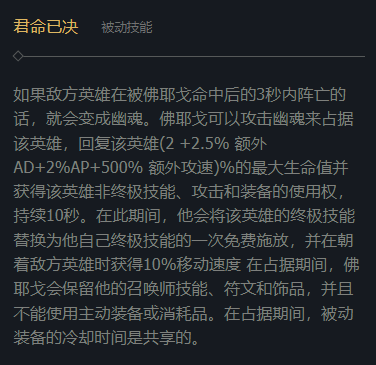 君命已决 被动技能
如果敌方英雄在被佛耶戈命中后的3秒内阵亡的
话，就会变成幽魂。佛耶戈可以攻击幽魂来占据
该英雄，回复该英雄(2 +2.5% 额外
AD+2%AP+500% 额外攻速)%的最大生命值并
获得该英雄非终极技能、攻击和装备的使用权，
持续10秒。在此期间，他会将该英雄的终极技能
替换为他自己终极技能的一次免费施放，并在朝
着敌方英雄时获得10%移动速度 在占据期间，佛
耶戈会保留他的召唤师技能、符文和饰品，并且
不能使用主动装备或消耗品。在占据期间，被动
装备的冷却时间是共享的。